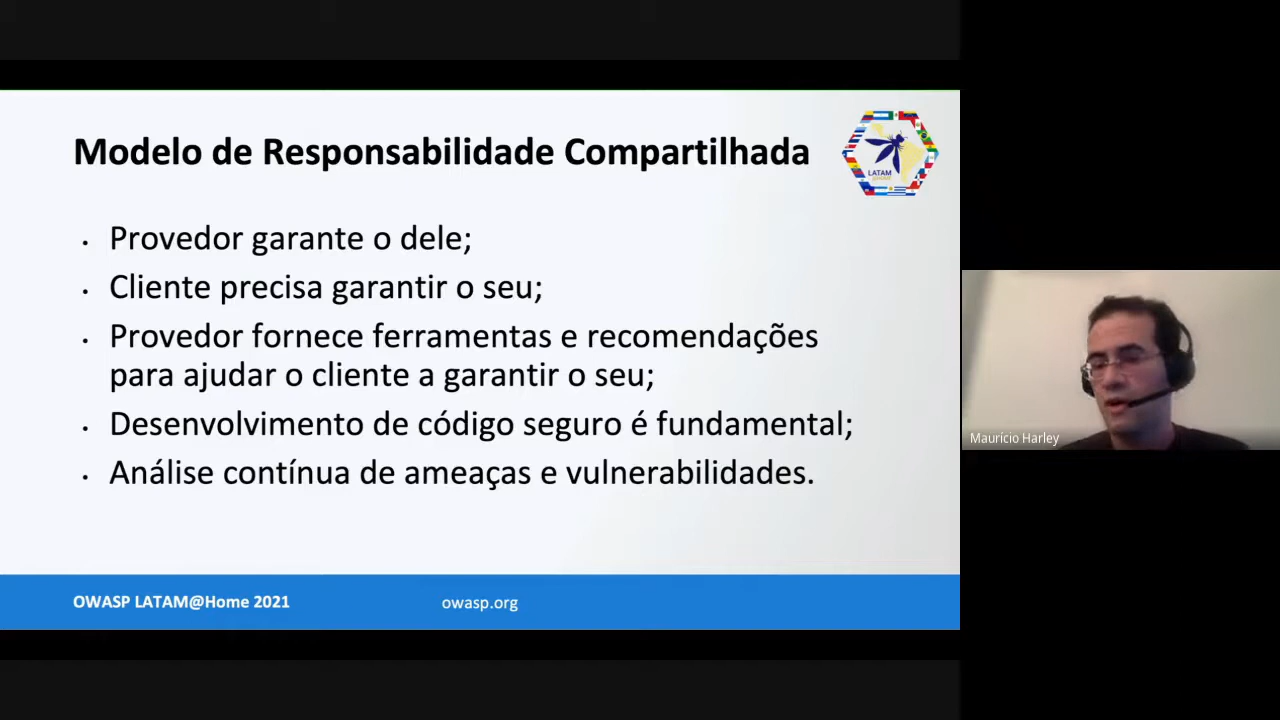 Modelo de Responsabilidade Compartilhada
LATAM
• Provedor garante o dele;
• Cliente precisa garantir o seu;
• Provedor fornece ferramentas e recomendações
para ajudar o cliente a garantir o seu;
• Desenvolvimento de código seguro é fundamental;
• Análise contínua de ameaças e vulnerabilidades.
Maurício Harley
OWASP LATAM@Home 2021
owasp.org